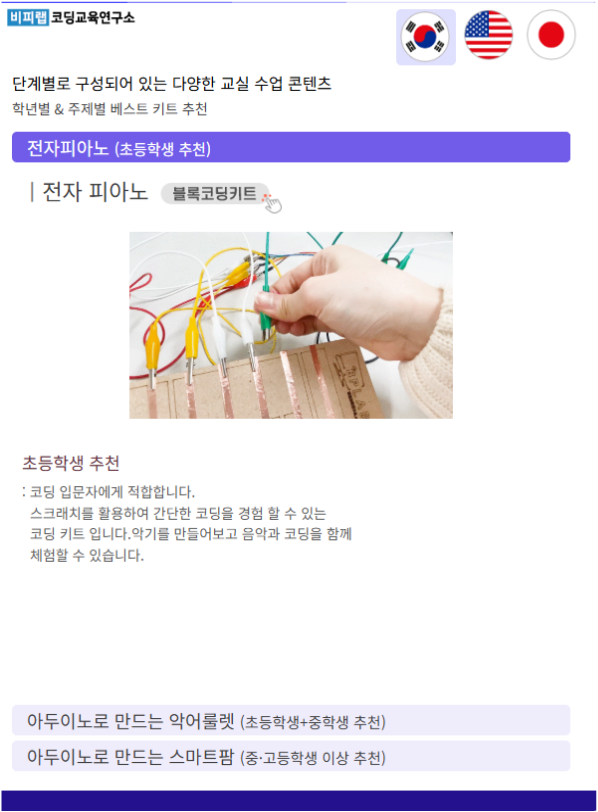 비피랩 코딩교육연구소
단계별로 구성되어 있는 다양한 교실 수업 콘텐츠
학년별 & 주제별 베스트 키트 추천
전자피아노 (초등학생 추천)
| 전자 피아노 블록코딩키트
초등학생 추천
: 코딩 입문자에게 적합합니다.
스크래치를 활용하여 간단한 코딩을 경험 할 수 있는
코딩 키트 입니다.악기를 만들어보고 음악과 코딩을 함께
체험할 수 있습니다.
아두이노로 만드는 악어룰렛 (초등학생+중학생 추천)
아두이노로 만드는 스마트팜 (중·고등학생 이상 추천)